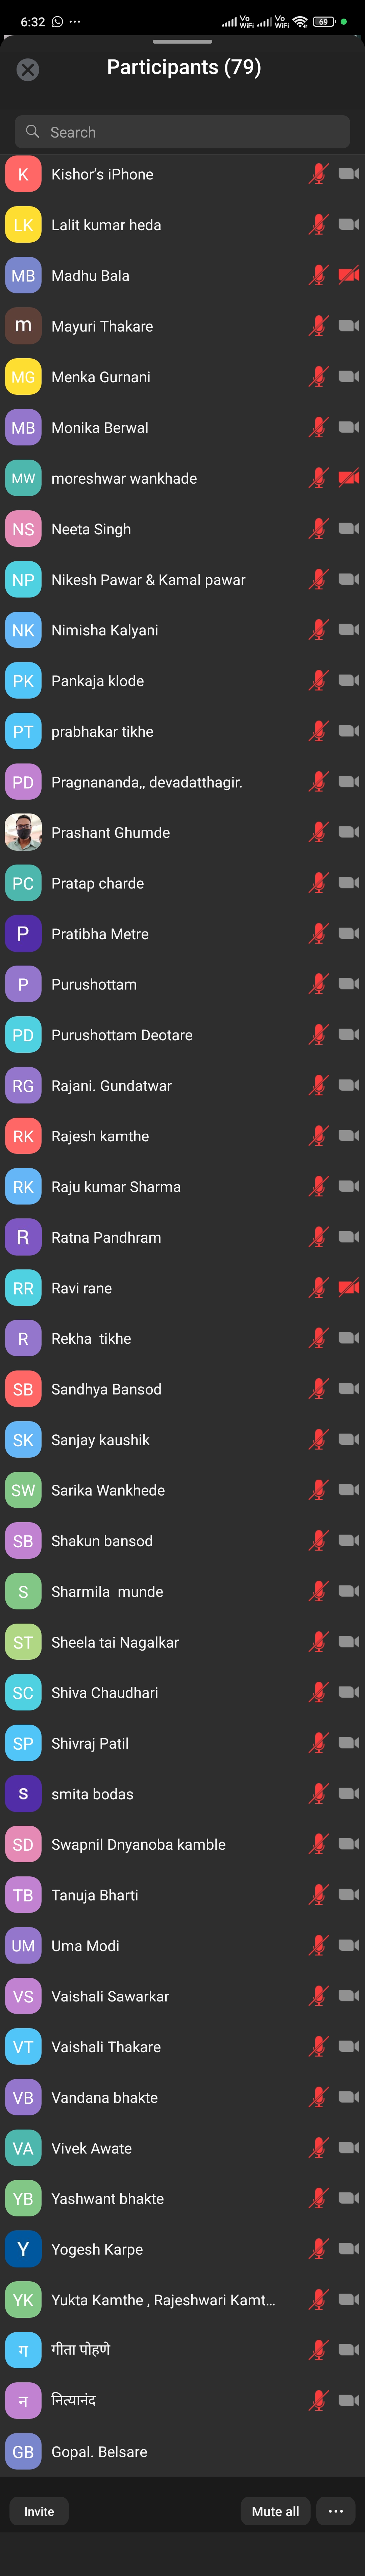 6:32
Vo WiFi
Vo WiFi
69
Participants (79)
Search
K Kishor's iPhone
LK Lalit kumar heda
MB Madhu Bala
m Mayuri Thakare
MG Menka Gurnani
MB Monika Berwal
MW moreshwar wankhade
NS Neeta Singh
NP Nikesh Pawar & Kamal pawar
NK Nimisha Kalyani
PK Pankaja klode
PT prabhakar tikhe
PD Pragnananda,, devadatthagir.
Prashant Ghumde
PC Pratap charde
P Pratibha Metre
P Purushottam
PD Purushottam Deotare
RG Rajani. Gundatwar
RK Rajesh kamthe
RK Raju kumar Sharma
R Ratna Pandhram
RR Ravi rane
R Rekha  tikhe
SB Sandhya Bansod
SK Sanjay kaushik
SW Sarika Wankhede
SB Shakun bansod
S Sharmila  munde
ST Sheela tai Nagalkar
SC Shiva Chaudhari
SP Shivraj Patil
s smita bodas
SD Swapnil Dnyanoba kamble
TB Tanuja Bharti
UM Uma Modi
VS Vaishali Sawarkar
VT Vaishali Thakare
VB Vandana bhakte
VA Vivek Awate
YB Yashwant bhakte
Y Yogesh Karpe
YK Yukta Kamthe , Rajeshwari Kamt...
ग गीता पोहणे
न नित्यानंद
GB Gopal. Belsare
Invite Mute all